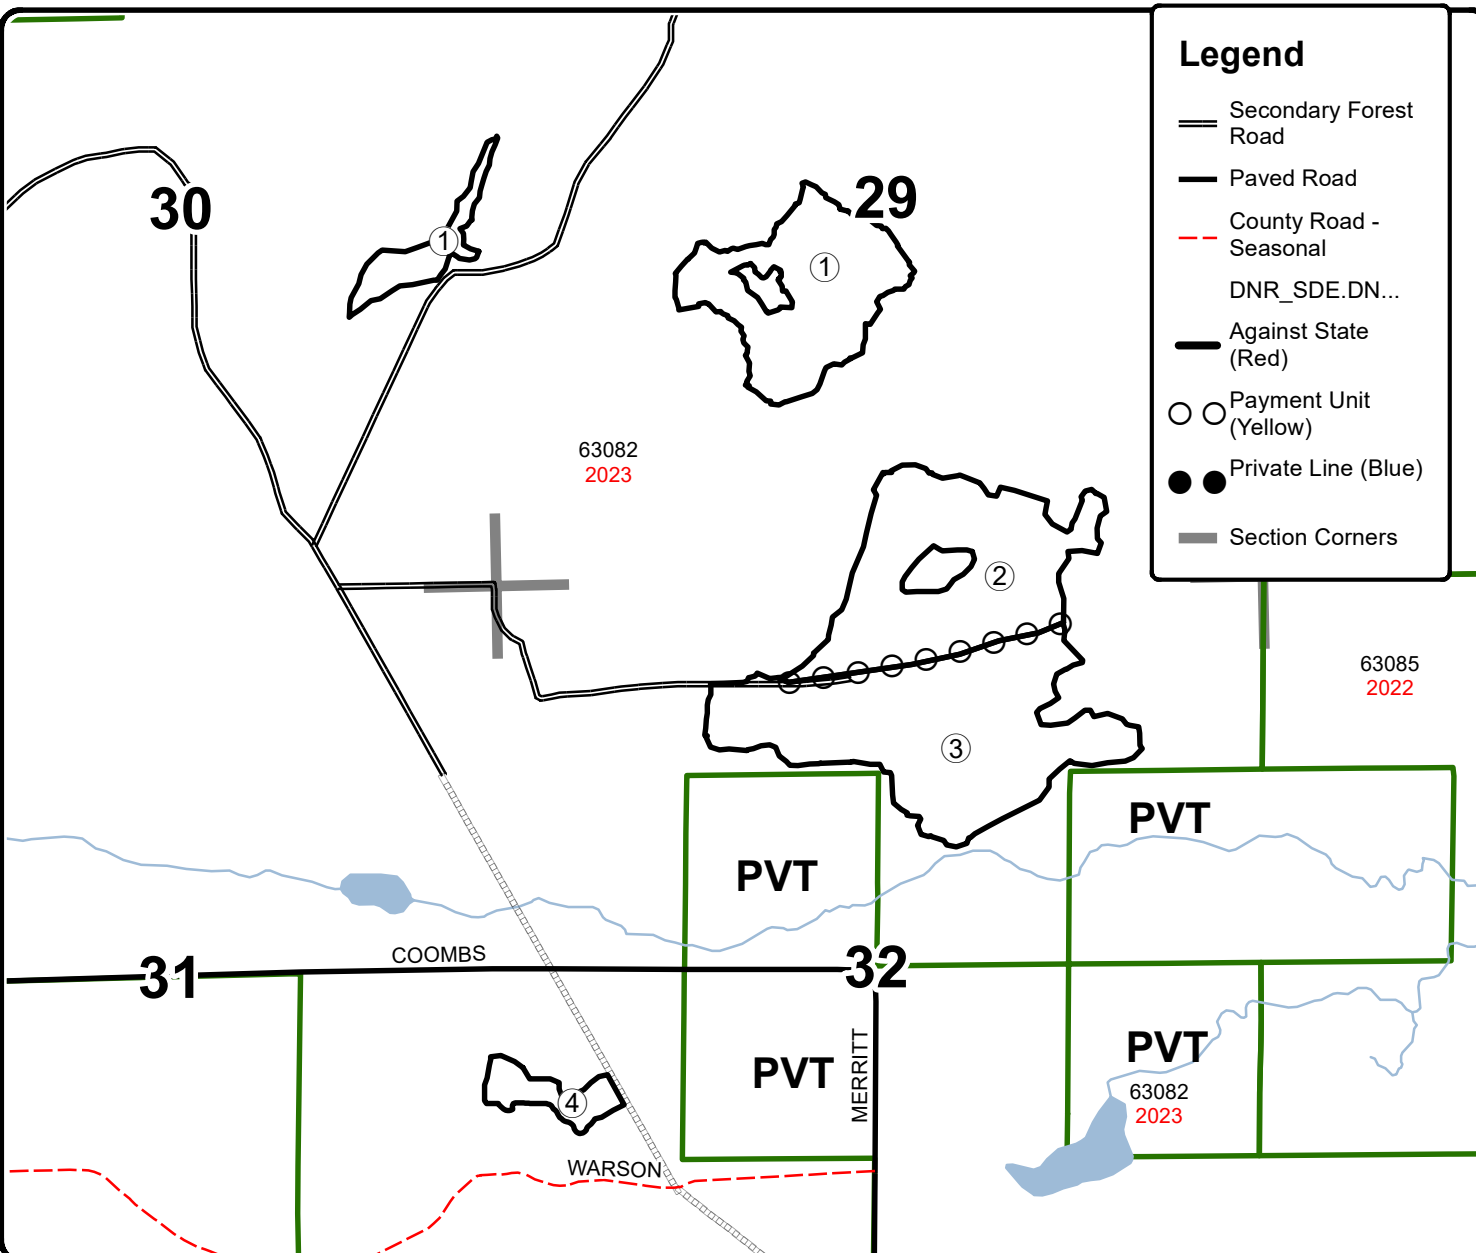 Legend
Secondary Forest
Road
Paved Road
County Road -
Seasonal
DNR_SDE.DN...
Against State
(Red)
Payment Unit
(Yellow)
Private Line (Blue)
Section Corners
30
29
1
1
63082
2023
2
63085
2022
3
PVT
PVT
COOMBS
31
32
PVT
MERRITT
PVT
63082
2023
4
WARSON